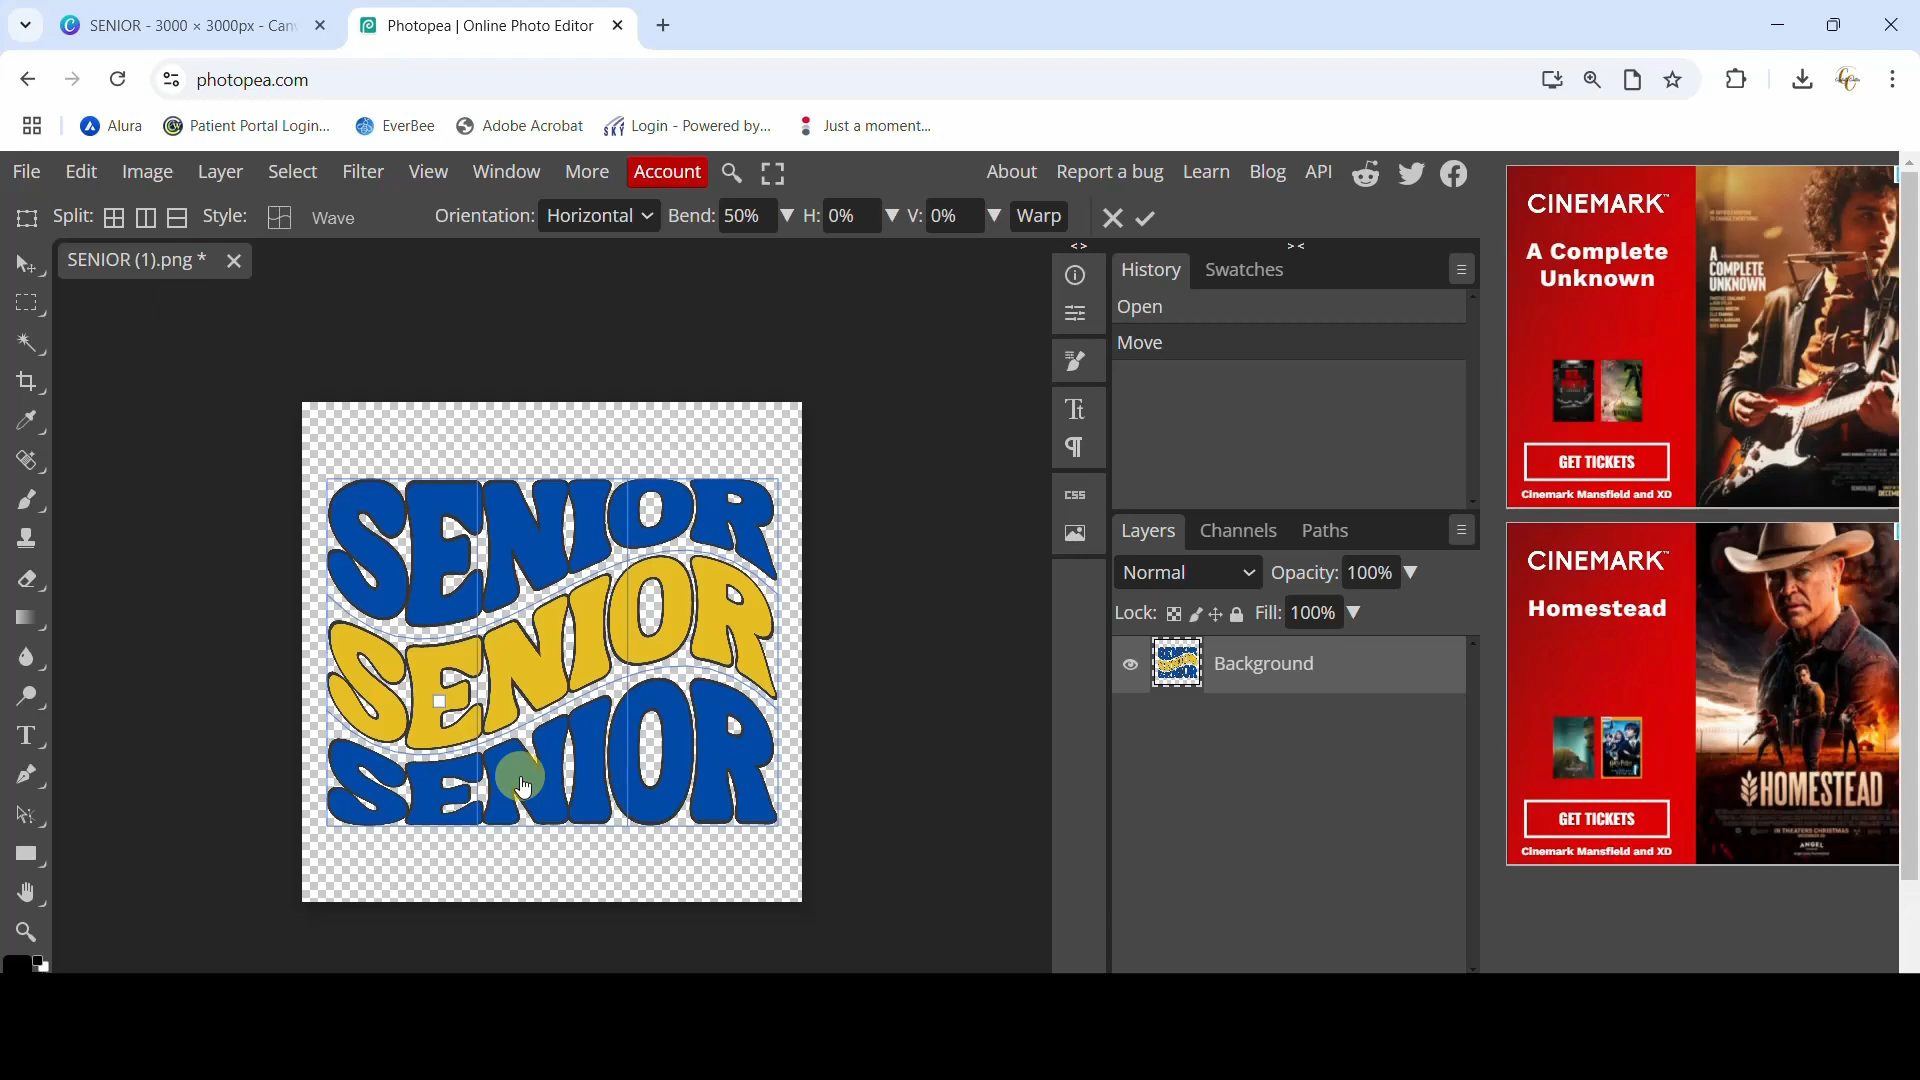 SENIOR - 3000 × 3000px - Can
Photopea | Online Photo Editor
photopea.com
Alura
Patient Portal Login...
EverBee
Adobe Acrobat
Login - Powered by...
Just a moment...
File Edit Image Layer Select Filter View Window More Account
About Report a bug Learn Blog API
Split: Style: Wave Orientation: Horizontal Bend: 50% H: 0% V: 0% Warp
SENIOR (1).png *
SENIOR
SENIOR
SENIOR
< >
> <
History Swatches
Open
Move
CSS
Layers Channels Paths
Normal Opacity: 100%
Lock: Fill: 100%
Background
CINEMARK
A Complete
Unknown
A
COMPLETE
UNKNOWN
GET TICKETS
Cinemark Mansfield and XD
CINEMARK
Homestead
HOMESTEAD
IN THEATERS CHRISTMAS
ANGEL
GET TICKETS
Cinemark Mansfield and XD